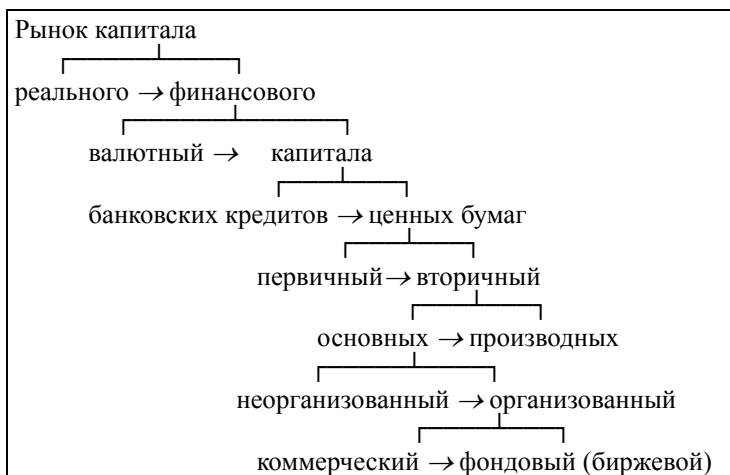 Рынок капитала
реального → финансового
валютный → капитала
банковских кредитов → ценных бумаг
первичный → вторичный
основных → производных
неорганизованный → организованный
коммерческий → фондовый (биржевой)